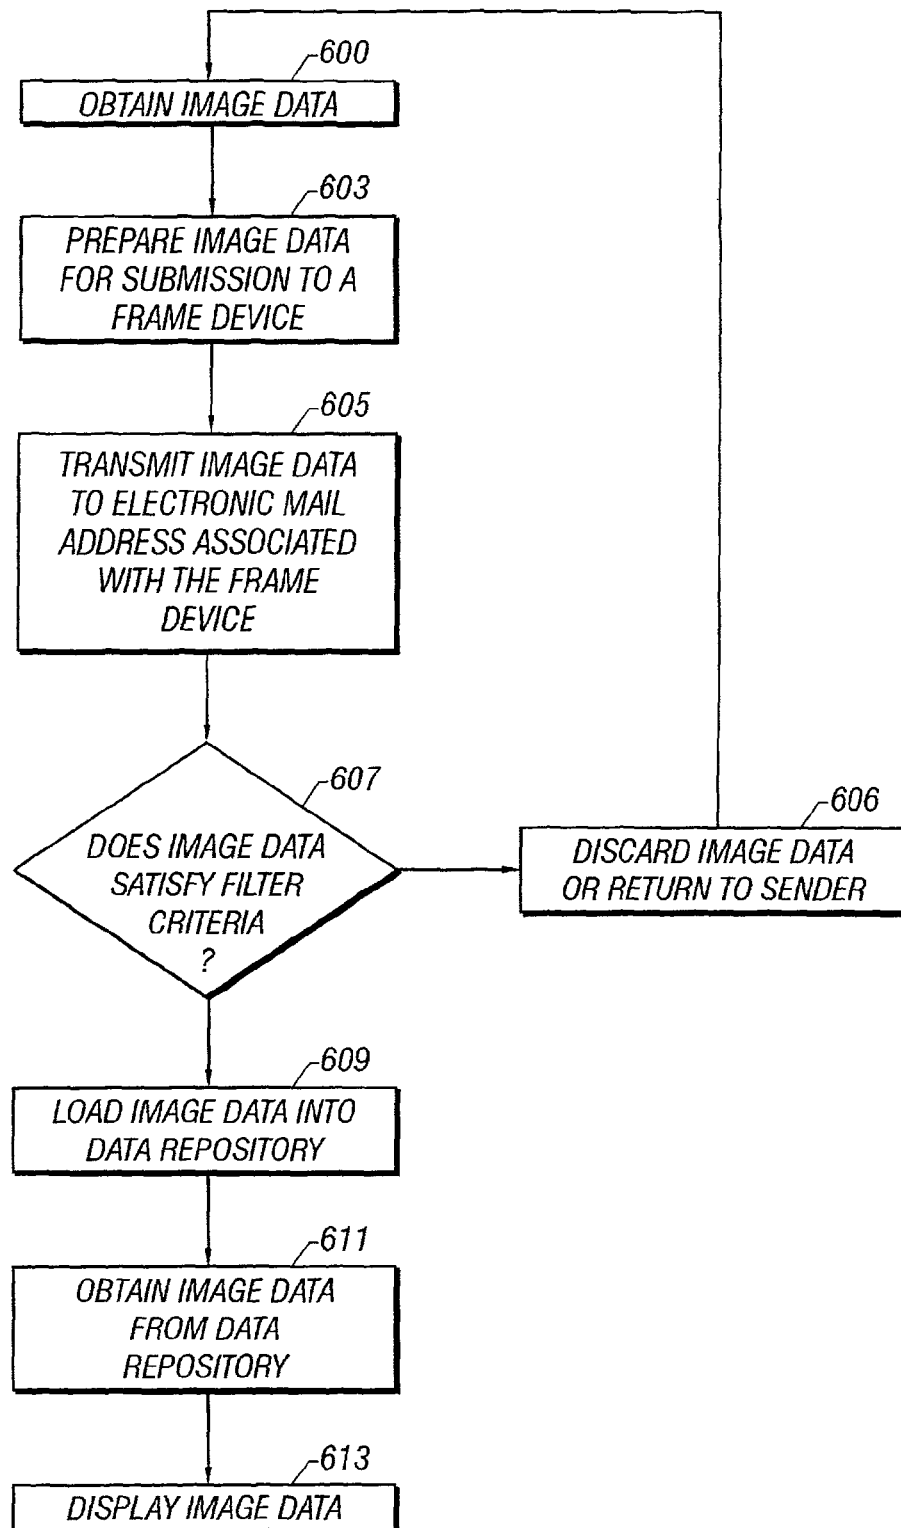 600
OBTAIN IMAGE DATA
603
PREPARE IMAGE DATA
FOR SUBMISSION TO A
FRAME DEVICE
605
TRANSMIT IMAGE DATA
TO ELECTRONIC MAIL
ADDRESS ASSOCIATED
WITH THE FRAME
DEVICE
607
DOES IMAGE DATA
SATISFY FILTER
CRITERIA
?
606
DISCARD IMAGE DATA
OR RETURN TO SENDER
609
LOAD IMAGE DATA INTO
DATA REPOSITORY
611
OBTAIN IMAGE DATA
FROM DATA
REPOSITORY
613
DISPLAY IMAGE DATA